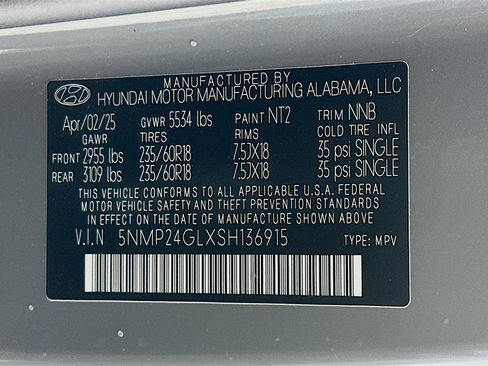 MANUFACTURED BY
HYUNDAI MOTOR MANUFACTURING ALABAMA, LLC
Apr/02/25 GVWR 5534 lbs PAINT NT2 TRIM NNB
GAWR TIRES RIMS COLD TIRE INFL
FRONT 2955 lbs 235/60R18 7.5JX18 35 psi SINGLE
REAR 3109 lbs 235/60R18 7.5JX18 35 psi SINGLE
THIS VEHICLE CONFORMS TO ALL APPLICABLE U.S.A. FEDERAL
MOTOR VEHICLE SAFETY AND THEFT PREVENTION STANDARDS
IN EFFECT ON THE DATE OF MANUFACTURE SHOWN ABOVE.
V.I.N 5NMP24GLXSH136915 TYPE: MPV